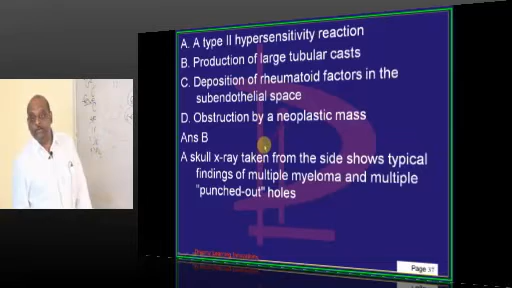 A. A type II hypersensitivity reaction
B. Production of large tubular casts
C. Deposition of rheumatoid factors in the
subendothelial space
D. Obstruction by a neoplastic mass
Ans B
A skull x-ray taken from the side shows typical
findings of multiple myeloma and multiple
"punched-out" holes
Page 37